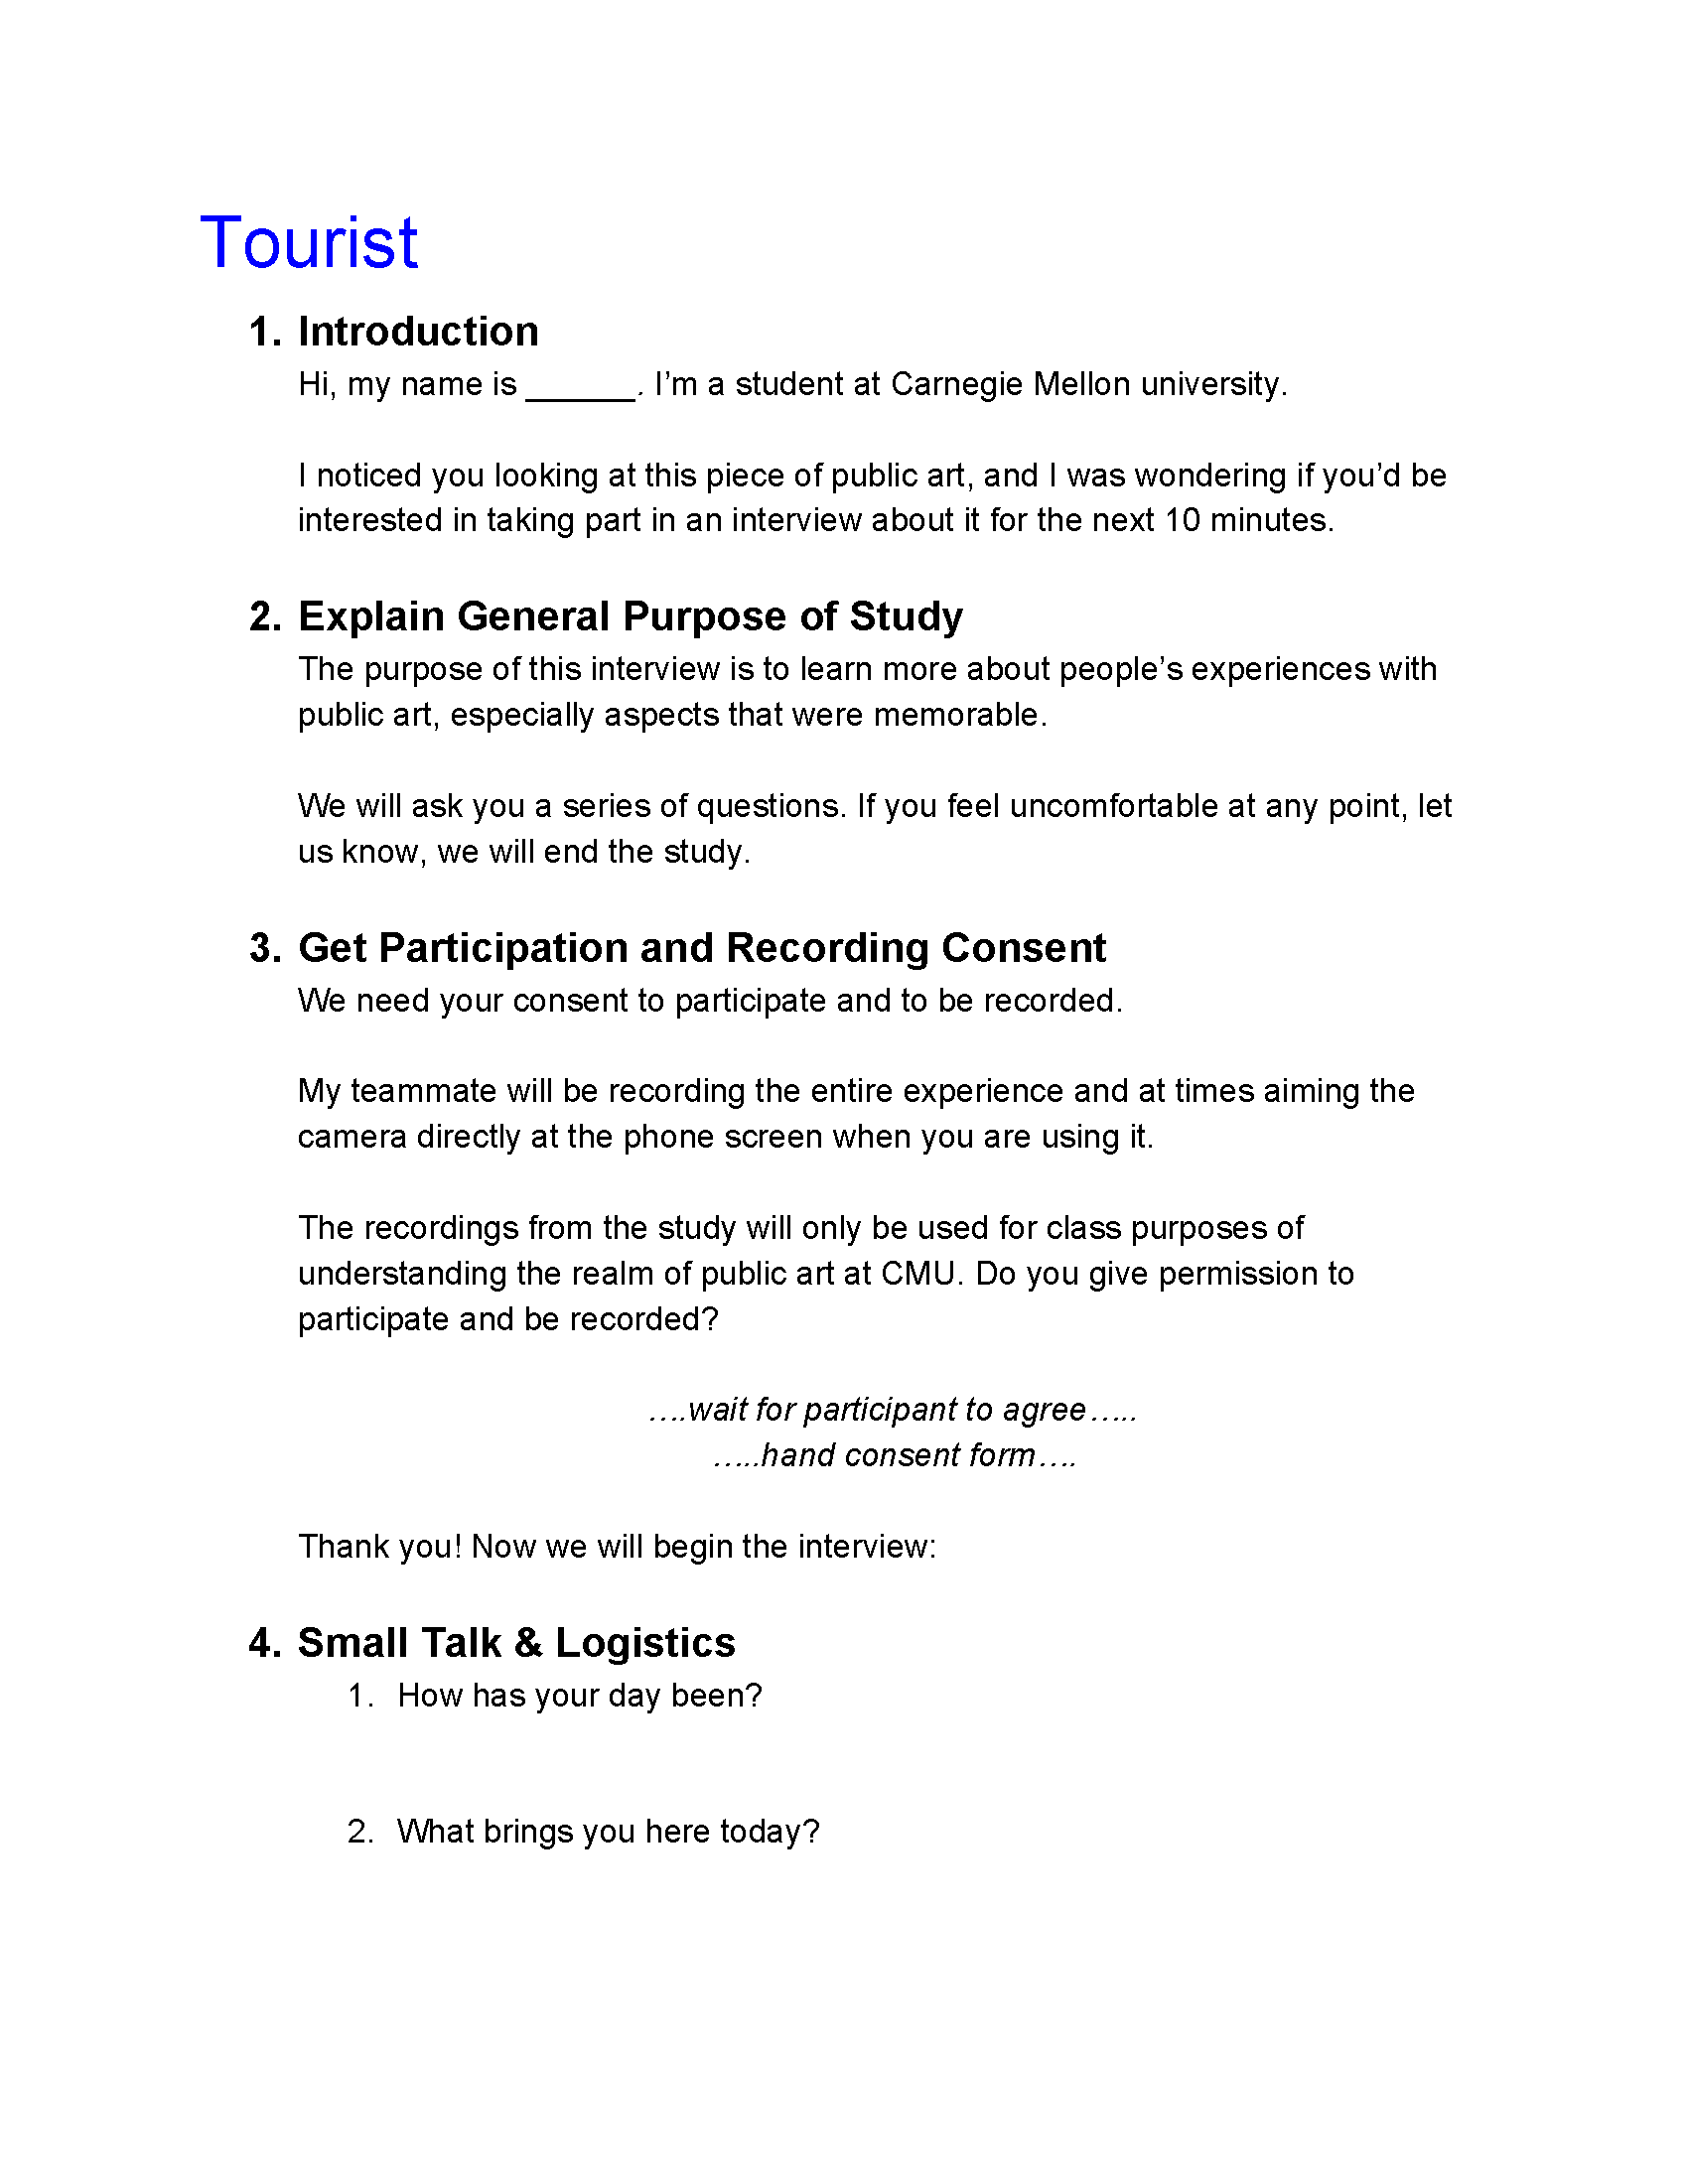 Tourist
1. Introduction
Hi, my name is ______. I’m a student at Carnegie Mellon university.
I noticed you looking at this piece of public art, and I was wondering if you’d be
interested in taking part in an interview about it for the next 10 minutes.
2. Explain General Purpose of Study
The purpose of this interview is to learn more about people’s experiences with
public art, especially aspects that were memorable.
We will ask you a series of questions. If you feel uncomfortable at any point, let
us know, we will end the study.
3. Get Participation and Recording Consent
We need your consent to participate and to be recorded.
My teammate will be recording the entire experience and at times aiming the
camera directly at the phone screen when you are using it.
The recordings from the study will only be used for class purposes of
understanding the realm of public art at CMU. Do you give permission to
participate and be recorded?
….wait for participant to agree…..
…..hand consent form….
Thank you! Now we will begin the interview:
4. Small Talk & Logistics
1. How has your day been?
2. What brings you here today?